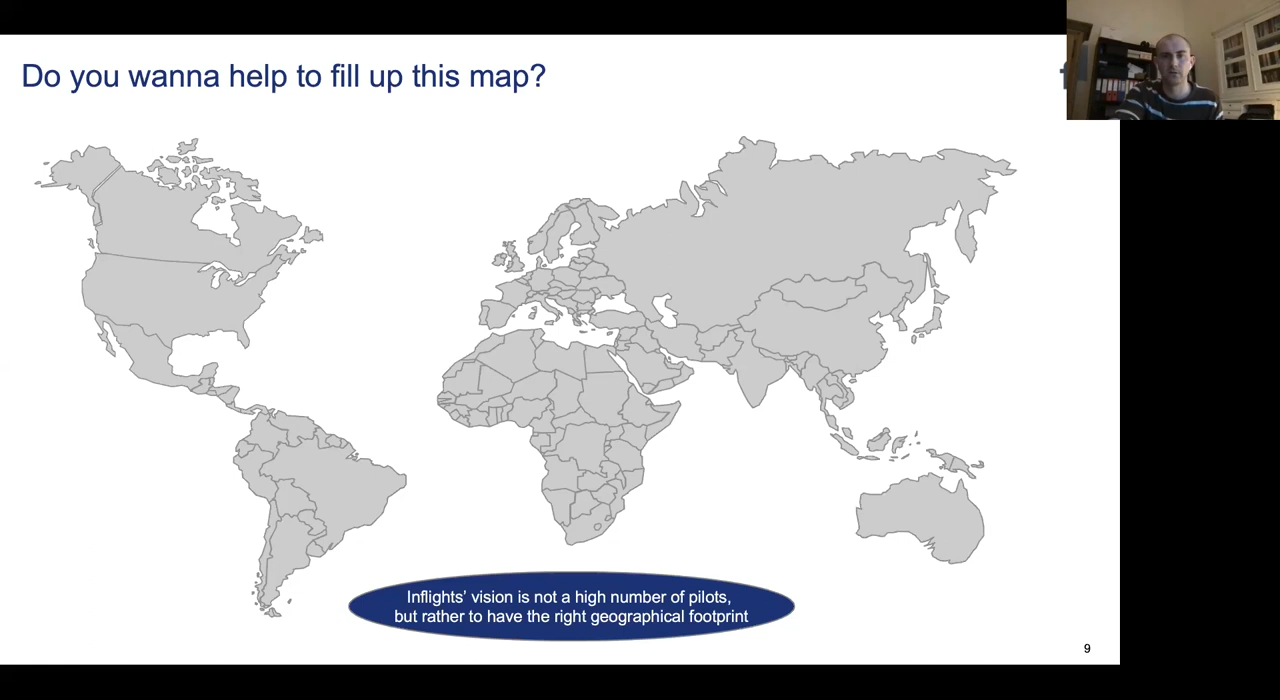 Do you wanna help to fill up this map?
Inflights' vision is not a high number of pilots,
but rather to have the right geographical footprint
9